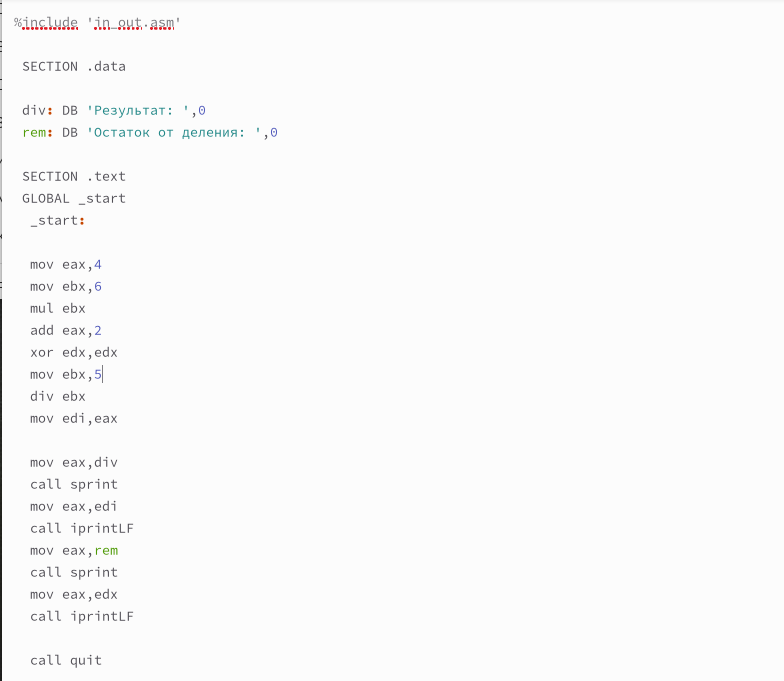 %include 'in_out.asm'
SECTION .data
div: DB 'Результат: ',0
rem: DB 'Остаток от деления: ',0
SECTION .text
GLOBAL _start
_start:
mov eax,4
mov ebx,6
mul ebx
add eax,2
xor edx,edx
mov ebx,5
div ebx
mov edi,eax
mov eax,div
call sprint
mov eax,edi
call iprintLF
mov eax,rem
call sprint
mov eax,edx
call iprintLF
call quit